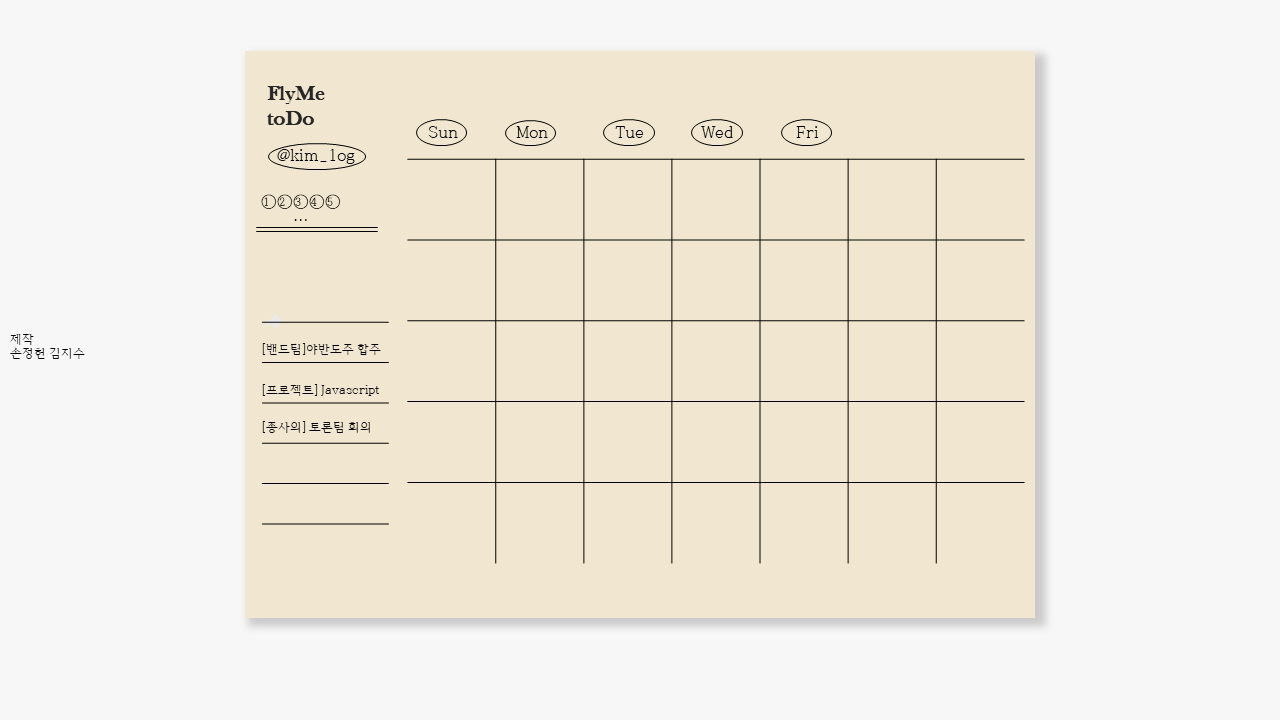 FlyMe
toDo
@kim_log
①②③④⑤
...
Sun Mon Tue Wed Fri
[밴드팀]야반도주 합주
[프로젝트] Javascript
[종사의] 토론팀 회의
제작
손정헌 김지수